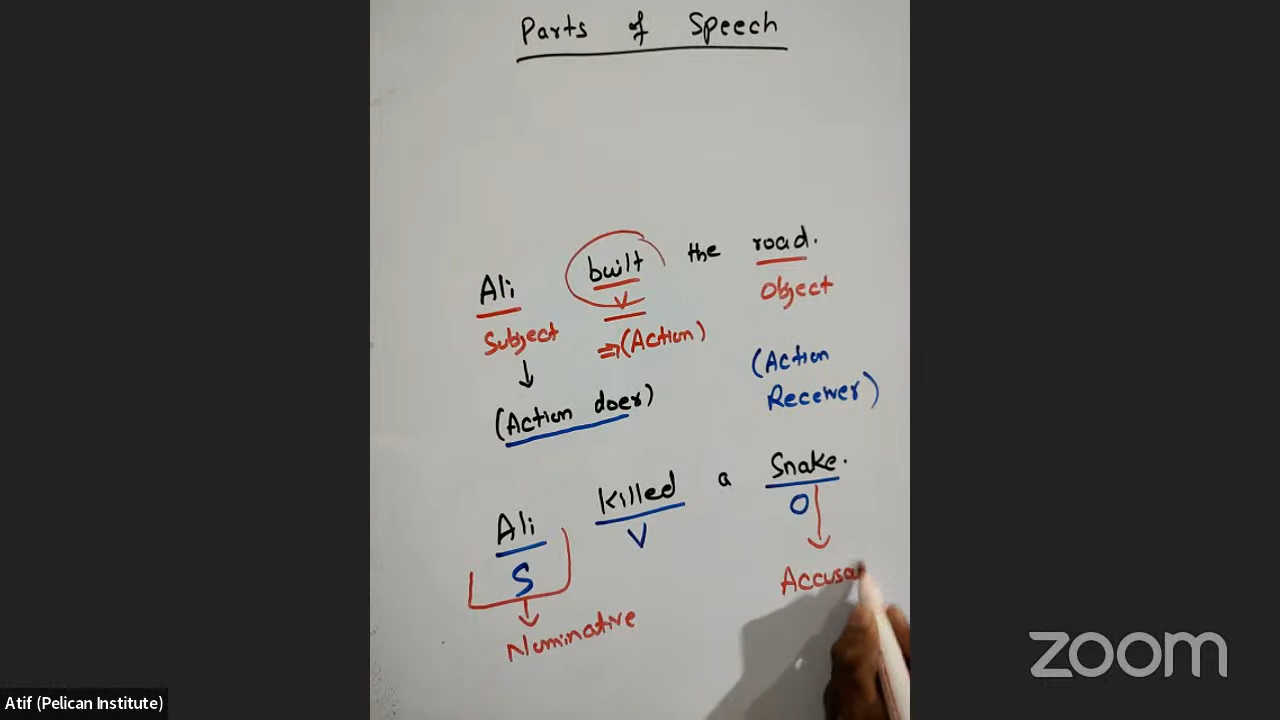 Parts of Speech
Ali built the road.
Subject V Object
⇒(Action)
(Action doer)
(Action
Receiver)
Ali killed a Snake.
S V O
Nominative
Accusa
zoom
Atif (Pelican Institute)